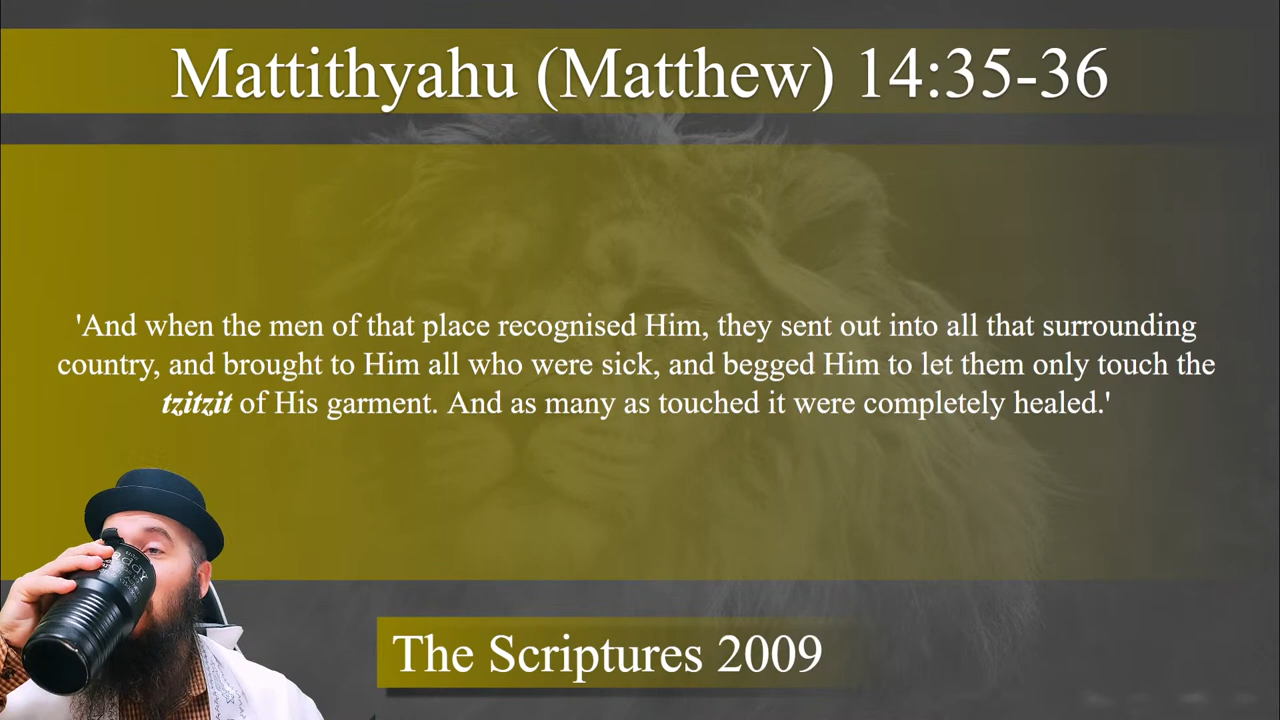 Mattithyahu (Matthew) 14:35-36
'And when the men of that place recognised Him, they sent out into all that surrounding
country, and brought to Him all who were sick, and begged Him to let them only touch the
tzitzit of His garment. And as many as touched it were completely healed.'
The Scriptures 2009